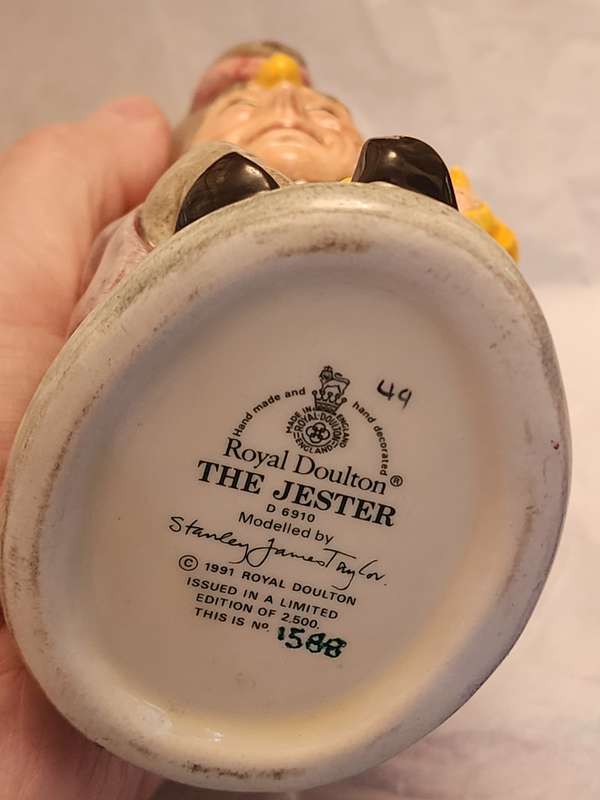 49
Hand made and hand decorated
MADE IN ENGLAND
ROYAL DOULTON
ENGLAND
Royal Doulton®
THE JESTER
D 6910
Modelled by
Stanley James Taylor.
© 1991 ROYAL DOULTON
ISSUED IN A LIMITED
EDITION OF 2,500.
THIS IS Nº 1588